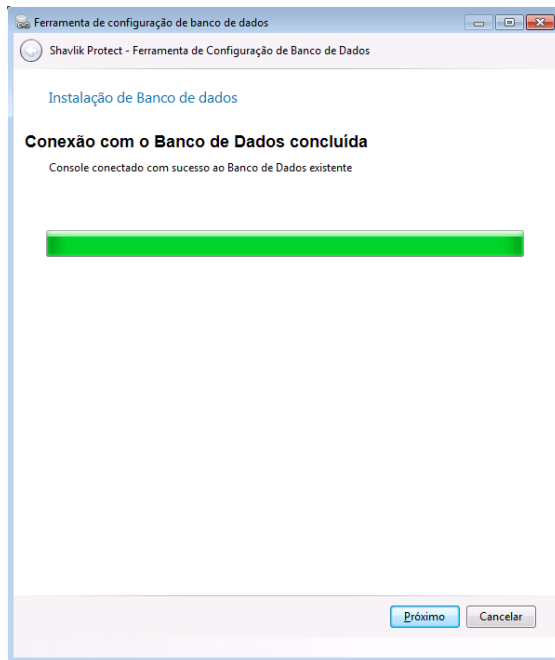 Ferramenta de configuração de banco de dados
Shavlik Protect - Ferramenta de Configuração de Banco de Dados
Instalação de Banco de dados
Conexão com o Banco de Dados concluída
Console conectado com sucesso ao Banco de Dados existente
Próximo
Cancelar